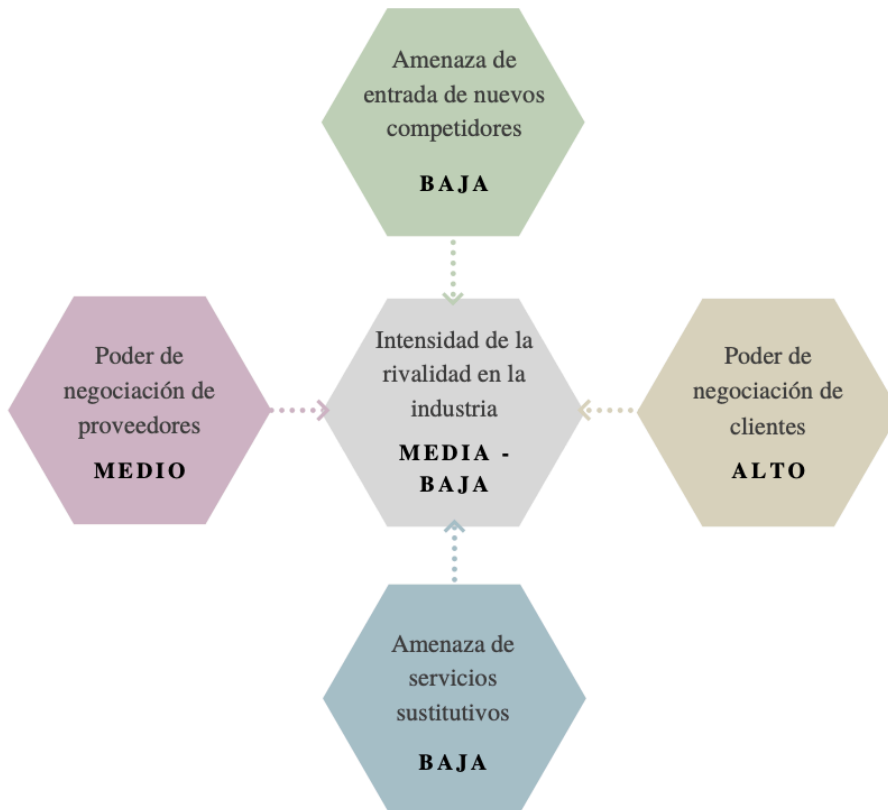 Amenaza de
entrada de nuevos
competidores
BAJA
Poder de
negociación de
proveedores
MEDIO
Intensidad de la
rivalidad en la
industria
MEDIA -
BAJA
Poder de
negociación de
clientes
ALTO
Amenaza de
servicios
sustitutivos
BAJA